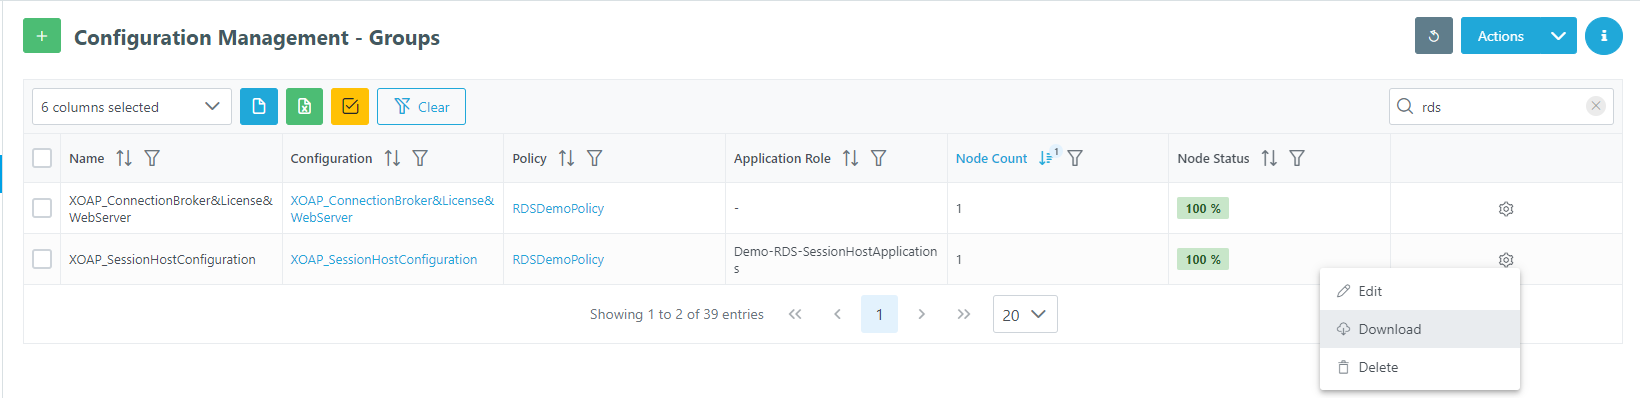 Configuration Management - Groups
Actions
6 columns selected
Clear
rds
Name
Configuration
Policy
Application Role
Node Count 1
Node Status
XOAP_ConnectionBroker&License&
WebServer
XOAP_ConnectionBroker&License&
WebServer
RDSDemoPolicy
-
1
100 %
XOAP_SessionHostConfiguration
XOAP_SessionHostConfiguration
RDSDemoPolicy
Demo-RDS-SessionHostApplication
s
1
100 %
Edit
Download
Delete
Showing 1 to 2 of 39 entries
1
20